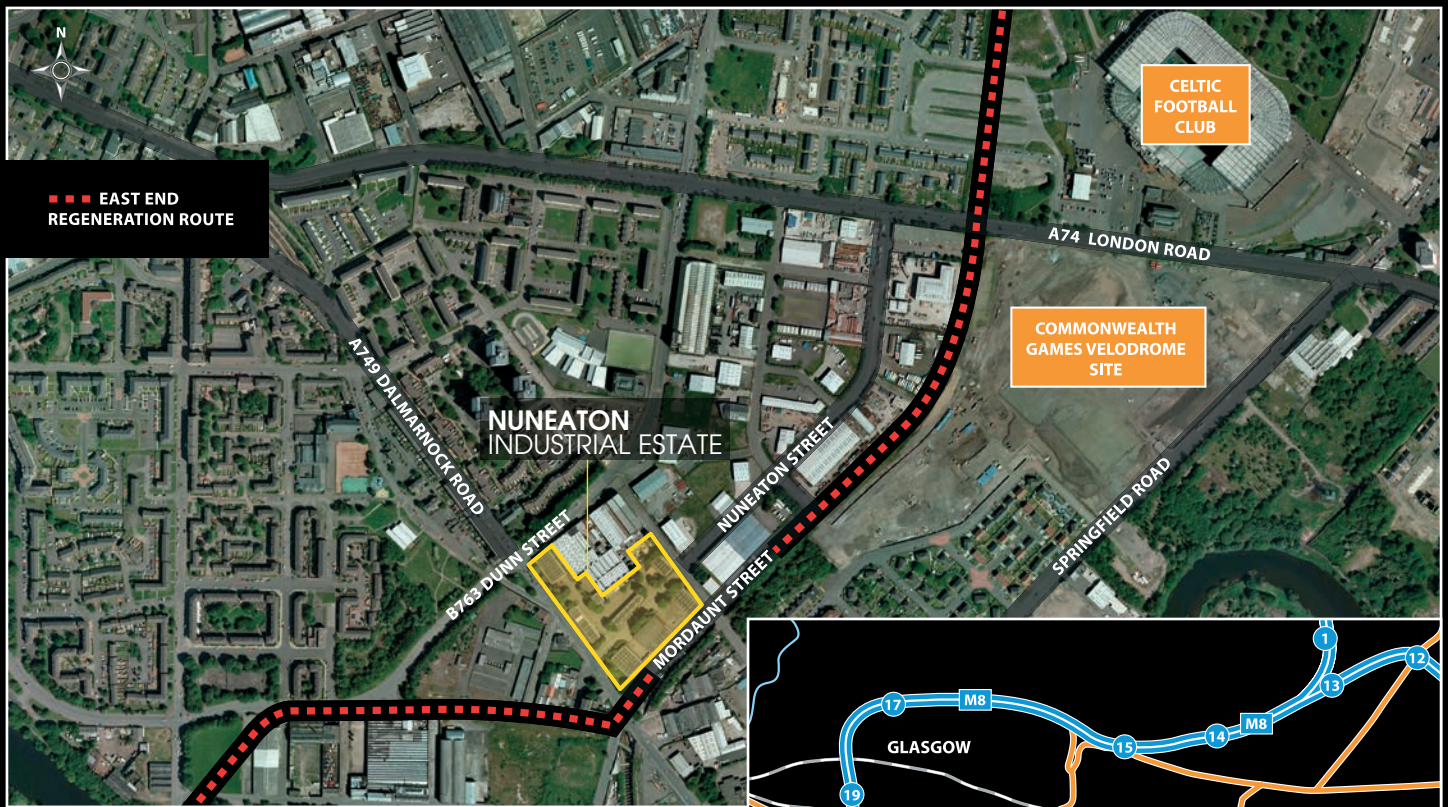 N
CELTIC
FOOTBALL
CLUB
EAST END
REGENERATION ROUTE
A74 LONDON ROAD
COMMONWEALTH
GAMES VELODROME
SITE
A749 DALMARNOCK ROAD
NUNEATON
INDUSTRIAL ESTATE
NUNEATON STREET
SPRINGFIELD ROAD
B763 DUNN STREET
MORDAUNT STREET
1
12
13
17
M8
14
M8
15
GLASGOW
19